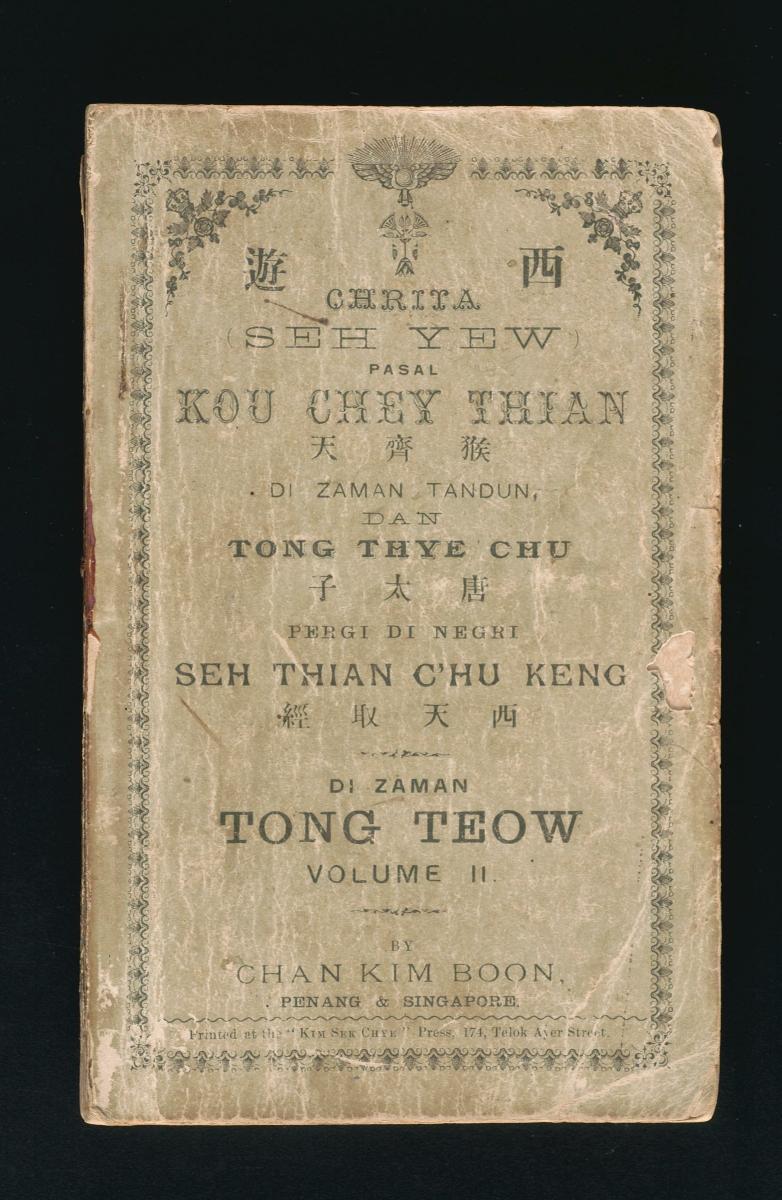 西 遊
CHRITA
(SEH YEW)
PASAL
KOU CHEY THIAN
猴 齊 天
DI ZAMAN TANDUN,
DAN
TONG THYE CHU
唐 太 子
PERGI DI NEGRI
SEH THIAN C'HU KENG
西 天 取 經
DI ZAMAN
TONG TEOW
VOLUME II.
BY
CHAN KIM BOON,
PENANG & SINGAPORE.
Printed at the "KIM SEK CHYE" Press, 174, Telok Ayer Street.